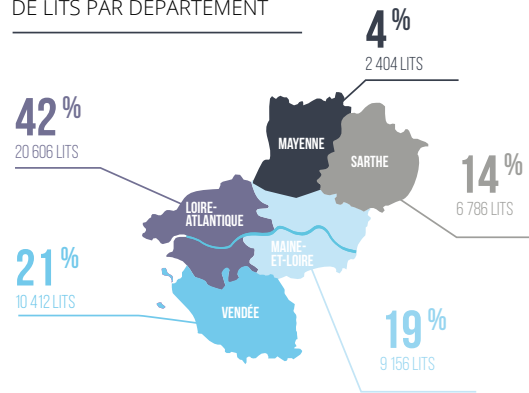 DE LITS PAR DÉPARTEMENT
4%
2 404 LITS
42%
20 606 LITS
MAYENNE
SARTHE
14%
6 786 LITS
LOIRE-
ATLANTIQUE
MAINE-
ET-LOIRE
21%
10 412 LITS
VENDÉE
19%
9 156 LITS